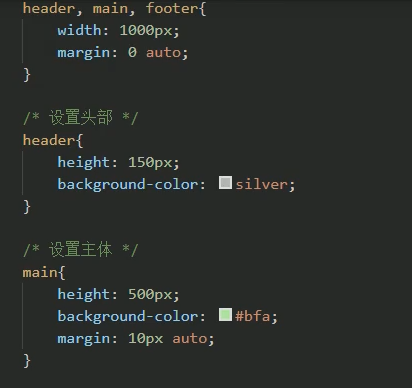 header, main, footer{
    width: 1000px;
    margin: 0 auto;
}

/* 设置头部 */
header{
    height: 150px;
    background-color: silver;
}

/* 设置主体 */
main{
    height: 500px;
    background-color: #bfa;
    margin: 10px auto;
}